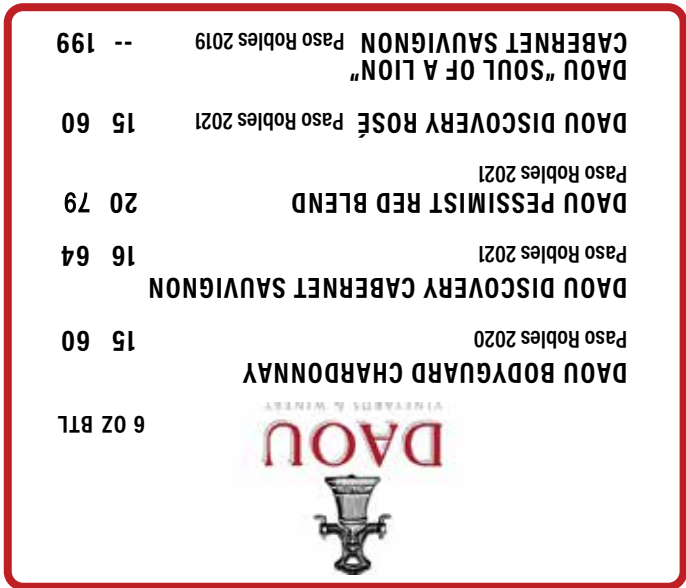 DAOU
VINEYARDS & WINERY
6 OZ BTL
DAOU BODYGUARD CHARDONNAY
Paso Robles 2020 15 60
DAOU DISCOVERY CABERNET SAUVIGNON
Paso Robles 2021 16 64
DAOU PESSIMIST RED BLEND 20 79
Paso Robles 2021
DAOU DISCOVERY ROSÉ Paso Robles 2021 15 60
DAOU "SOUL OF A LION"
CABERNET SAUVIGNON Paso Robles 2019 -- 199